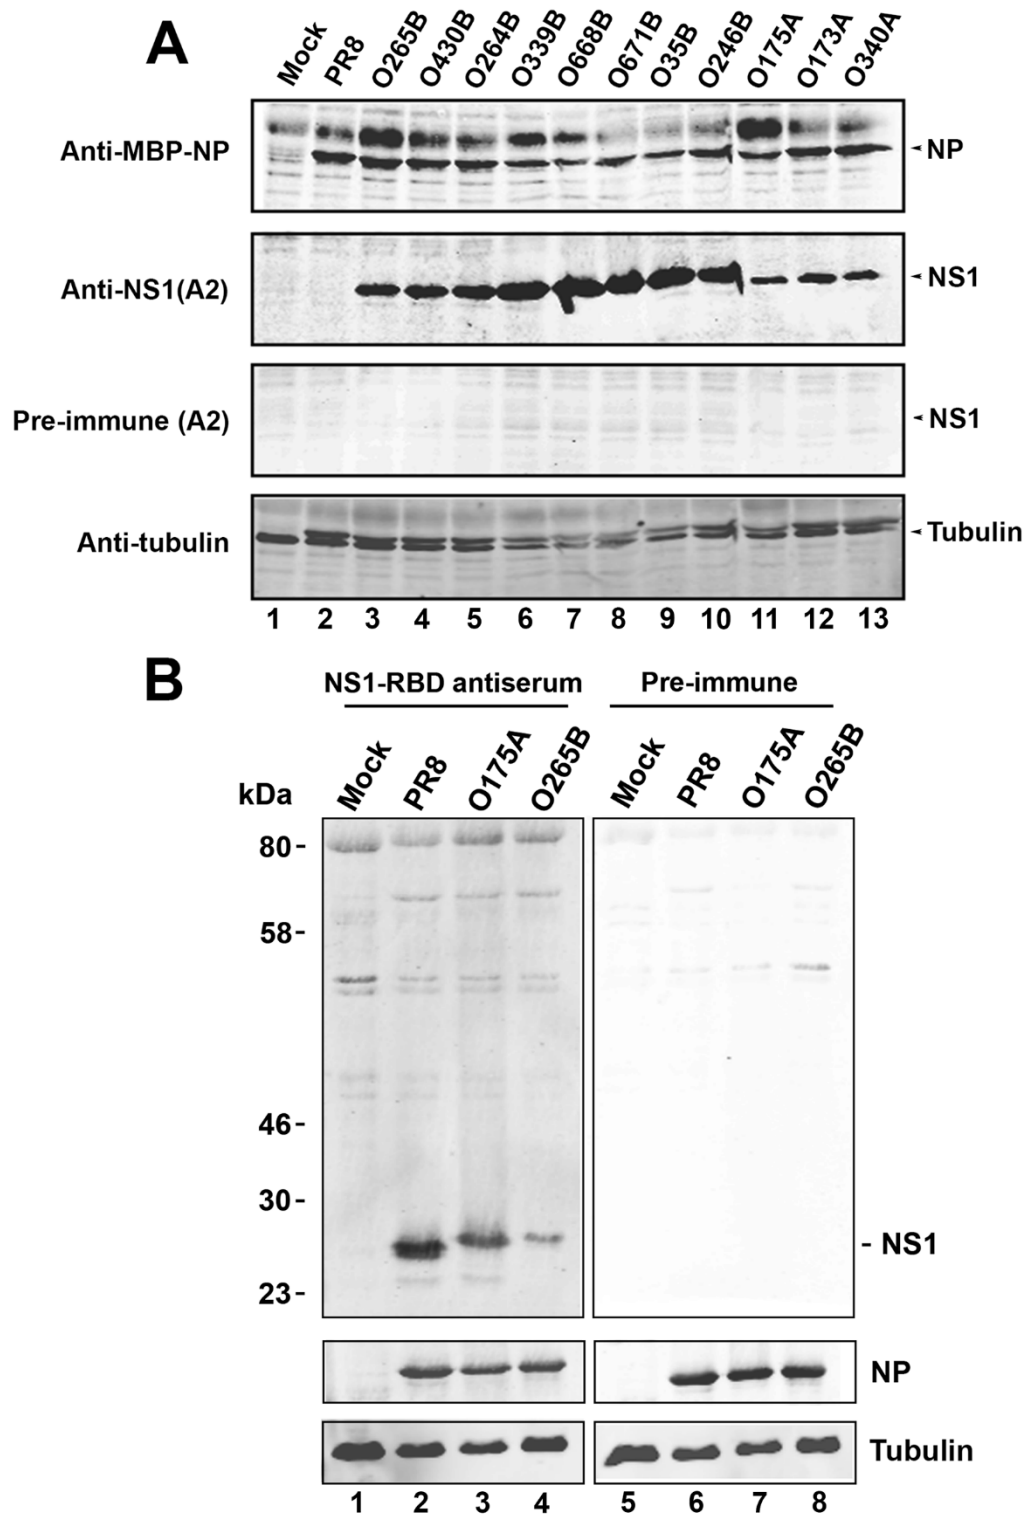 A
Mock PR8 O265B O430B O264B O339B O668B O671B O35B O246B O175A O173A O340A
Anti-MBP-NP NP
Anti-NS1(A2) NS1
Pre-immune (A2) NS1
Anti-tubulin Tubulin
1 2 3 4 5 6 7 8 9 10 11 12 13
B
NS1-RBD antiserum Pre-immune
Mock PR8 O175A O265B Mock PR8 O175A O265B
kDa
80-
58-
46-
30-
- NS1
23-
NP
Tubulin
1 2 3 4 5 6 7 8